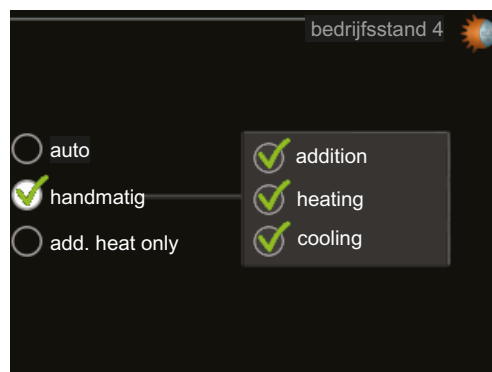 bedrijfsstand 4
auto
handmatig
add. heat only
addition
heating
cooling